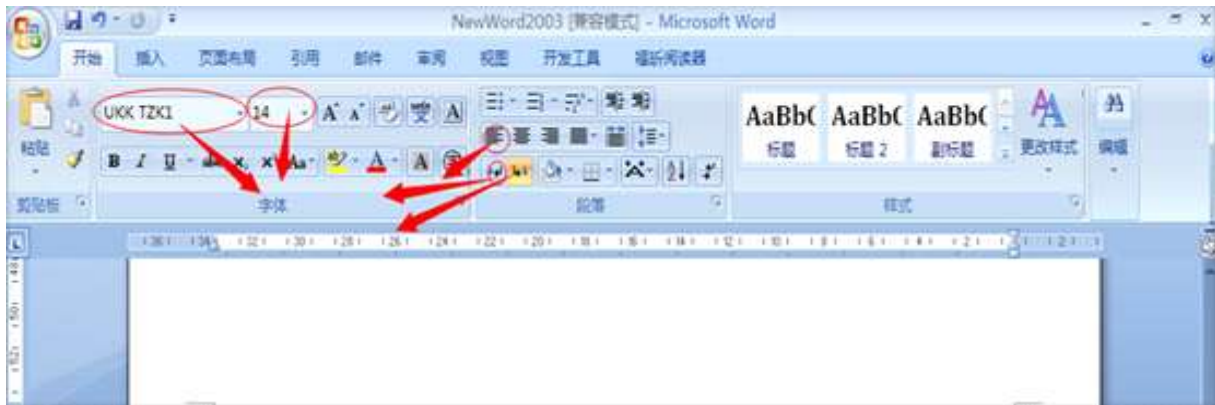 NewWord2003 [兼容模式] - Microsoft Word
开始 插入 页面布局 引用 邮件 审阅 视图 开发工具 福昕阅读器
UKK TZK1 14
AaBb( AaBb( AaBb(
粘贴 标题 标题 2 副标题 更改样式 编辑
剪贴板 字体 段落 样式